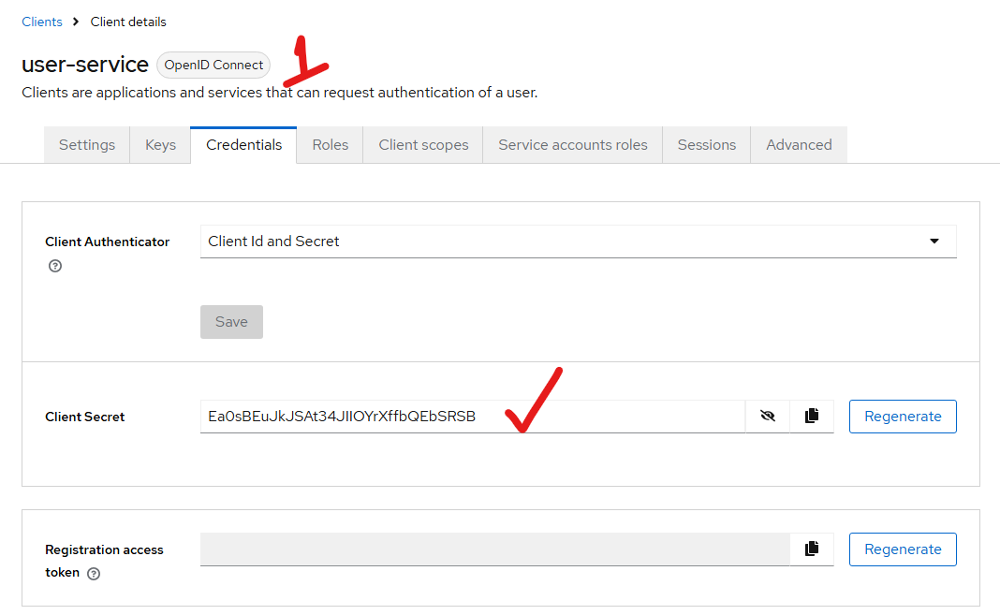 Clients > Client details
user-service OpenID Connect 1
Clients are applications and services that can request authentication of a user.
Settings Keys Credentials Roles Client scopes Service accounts roles Sessions Advanced
Client Authenticator Client Id and Secret
Save
Client Secret Ea0sBEuJkJSAt34JIIOYrXffbQEbSRSB Regenerate
Registration access Regenerate
token